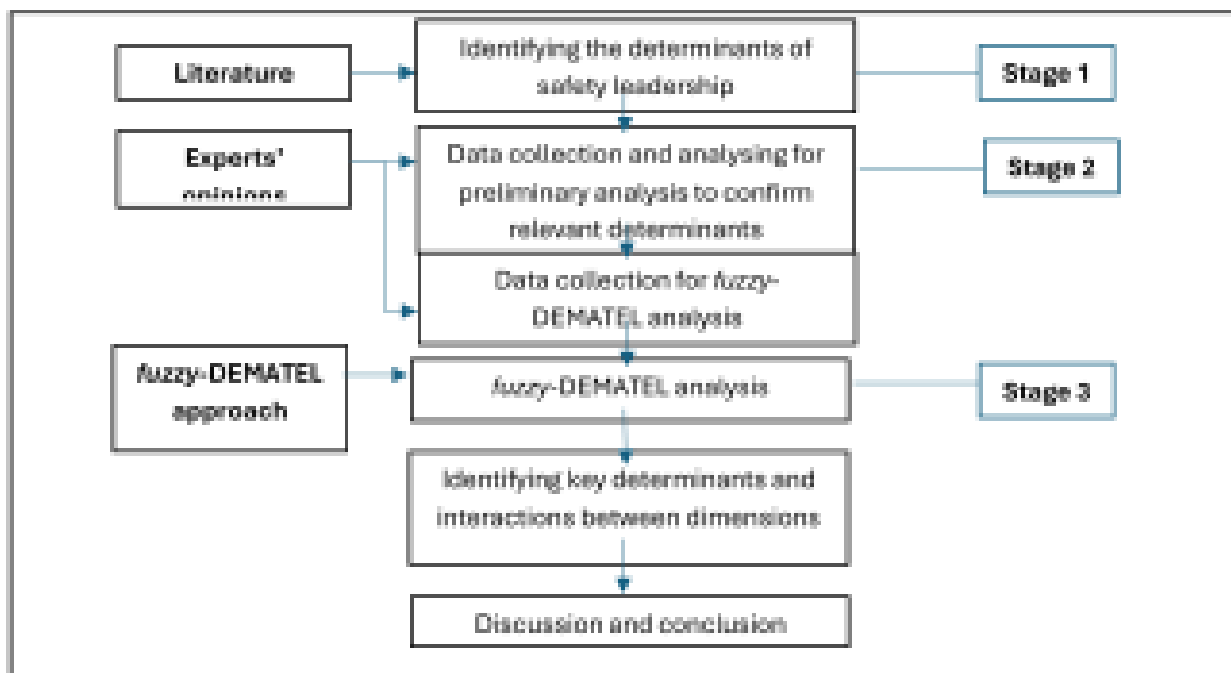 Literature
Identifying the determinants of
safety leadership
Stage 1
Experts'
opinions
Data collection and analysing for
preliminary analysis to confirm
relevant determinants
Stage 2
Data collection for fuzzy-
DEMATEL analysis
fuzzy-DEMATEL
approach
fuzzy-DEMATEL analysis
Stage 3
Identifying key determinants and
interactions between dimensions
Discussion and conclusion